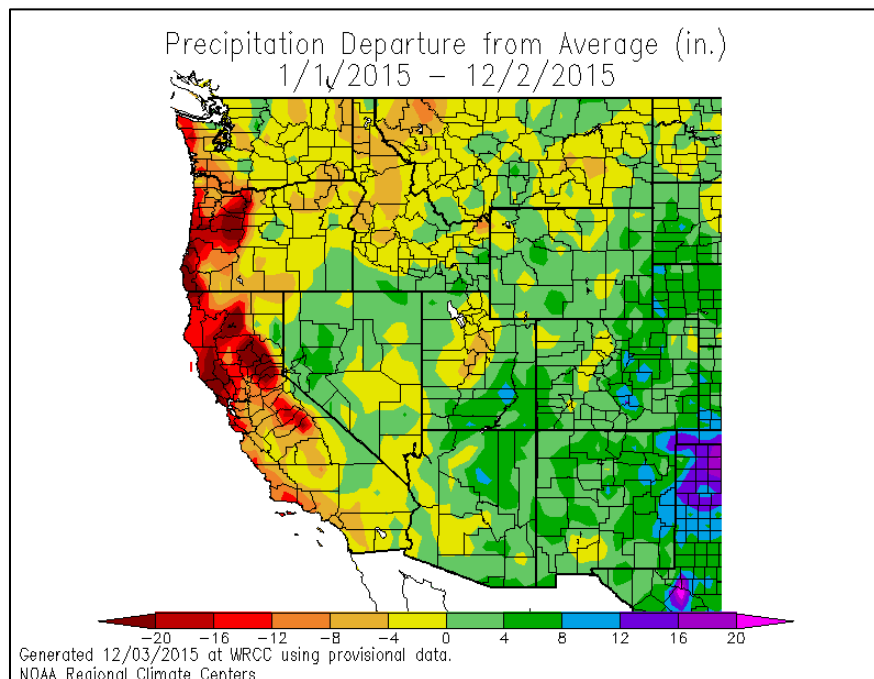 Precipitation Departure from Average (in.)
1/1/2015 – 12/2/2015
-20 -16 -12 -8 -4 0 4 8 12 16 20
Generated 12/03/2015 at WRCC using provisional data.
NOAA Regional Climate Centers